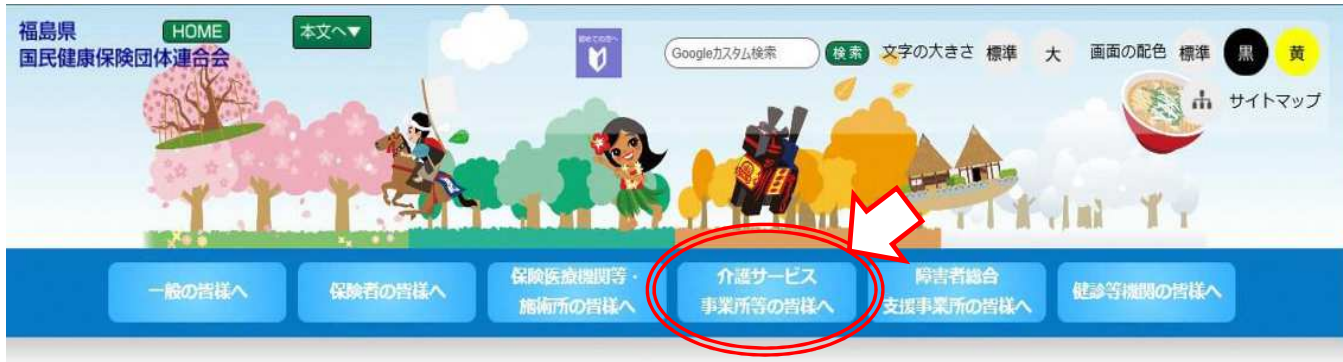 福島県
国民健康保険団体連合会
HOME
本文へ▼
初めての方へ
Googleカスタム検索
検索
文字の大きさ 標準 大
画面の配色 標準 黒 黄
サイトマップ
一般の皆様へ
保険者の皆様へ
保険医療機関等・
施術所の皆様へ
介護サービス
事業所等の皆様へ
障害者総合
支援事業所の皆様へ
健診等機関の皆様へ